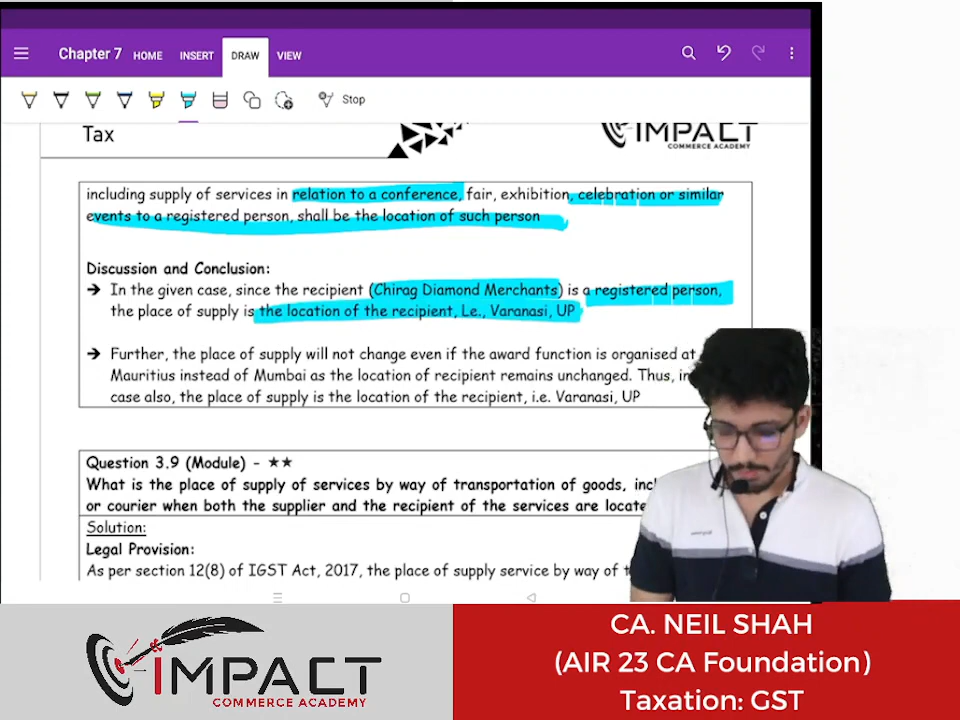 Chapter 7 HOME INSERT DRAW VIEW
Stop
Tax
IMPACT
COMMERCE ACADEMY
including supply of services in relation to a conference, fair, exhibition, celebration or similar
events to a registered person, shall be the location of such person
Discussion and Conclusion:
➔ In the given case, since the recipient (Chirag Diamond Merchants) is a registered person,
the place of supply is the location of the recipient, I.e., Varanasi, UP
➔ Further, the place of supply will not change even if the award function is organised at
Mauritius instead of Mumbai as the location of recipient remains unchanged. Thus, in
case also, the place of supply is the location of the recipient, i.e. Varanasi, UP
Question 3.9 (Module) - ★★
What is the place of supply of services by way of transportation of goods,
or courier when both the supplier and the recipient of the services are
Solution:
Legal Provision:
As per section 12(8) of IGST Act, 2017, the place of supply service by way of
IMPACT
COMMERCE ACADEMY
CA. NEIL SHAH
(AIR 23 CA Foundation)
Taxation: GST